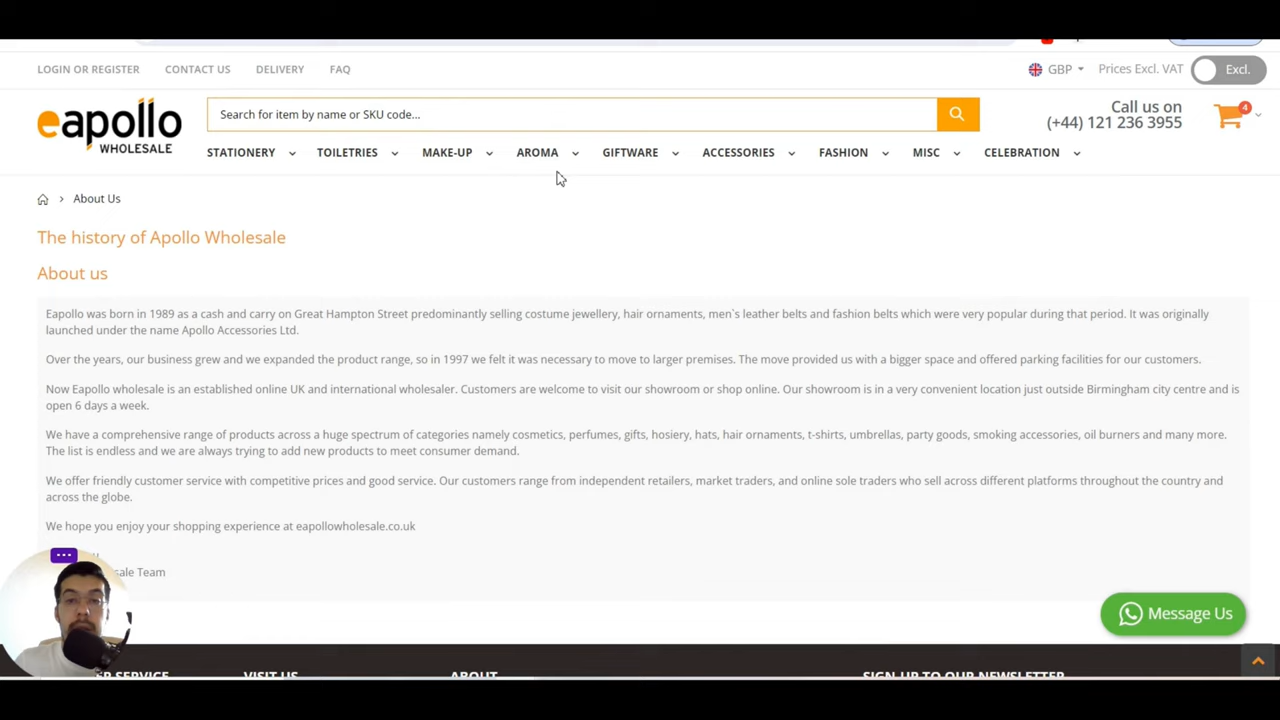 LOGIN OR REGISTER CONTACT US DELIVERY FAQ GBP Prices Excl. VAT Excl.
eapollo
WHOLESALE
Search for item by name or SKU code...
Call us on
(+44) 121 236 3955
4
STATIONERY TOILETRIES MAKE-UP AROMA GIFTWARE ACCESSORIES FASHION MISC CELEBRATION
About Us
The history of Apollo Wholesale
About us
Eapollo was born in 1989 as a cash and carry on Great Hampton Street predominantly selling costume jewellery, hair ornaments, men`s leather belts and fashion belts which were very popular during that period. It was originally
launched under the name Apollo Accessories Ltd.
Over the years, our business grew and we expanded the product range, so in 1997 we felt it was necessary to move to larger premises. The move provided us with a bigger space and offered parking facilities for our customers.
Now Eapollo wholesale is an established online UK and international wholesaler. Customers are welcome to visit our showroom or shop online. Our showroom is in a very convenient location just outside Birmingham city centre and is
open 6 days a week.
We have a comprehensive range of products across a huge spectrum of categories namely cosmetics, perfumes, gifts, hosiery, hats, hair ornaments, t-shirts, umbrellas, party goods, smoking accessories, oil burners and many more.
The list is endless and we are always trying to add new products to meet consumer demand.
We offer friendly customer service with competitive prices and good service. Our customers range from independent retailers, market traders, and online sole traders who sell across different platforms throughout the country and
across the globe.
We hope you enjoy your shopping experience at eapollowholesale.co.uk
Team
Message Us
VISIT US ABOUT SIGN UP TO OUR NEWSLETTER